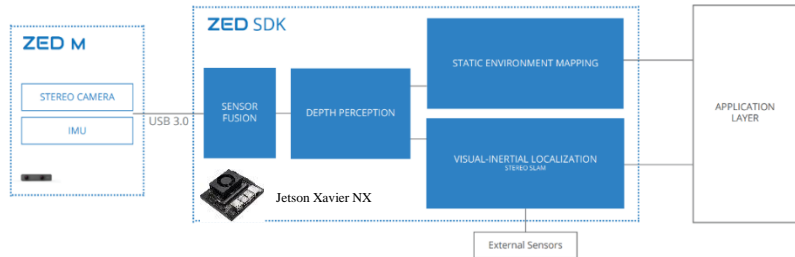 ZED M
STEREO CAMERA
IMU
USB 3.0
ZED SDK
SENSOR
FUSION
DEPTH PERCEPTION
STATIC ENVIRONMENT MAPPING
VISUAL-INERTIAL LOCALIZATION
STEREO SLAM
Jetson Xavier NX
External Sensors
APPLICATION
LAYER